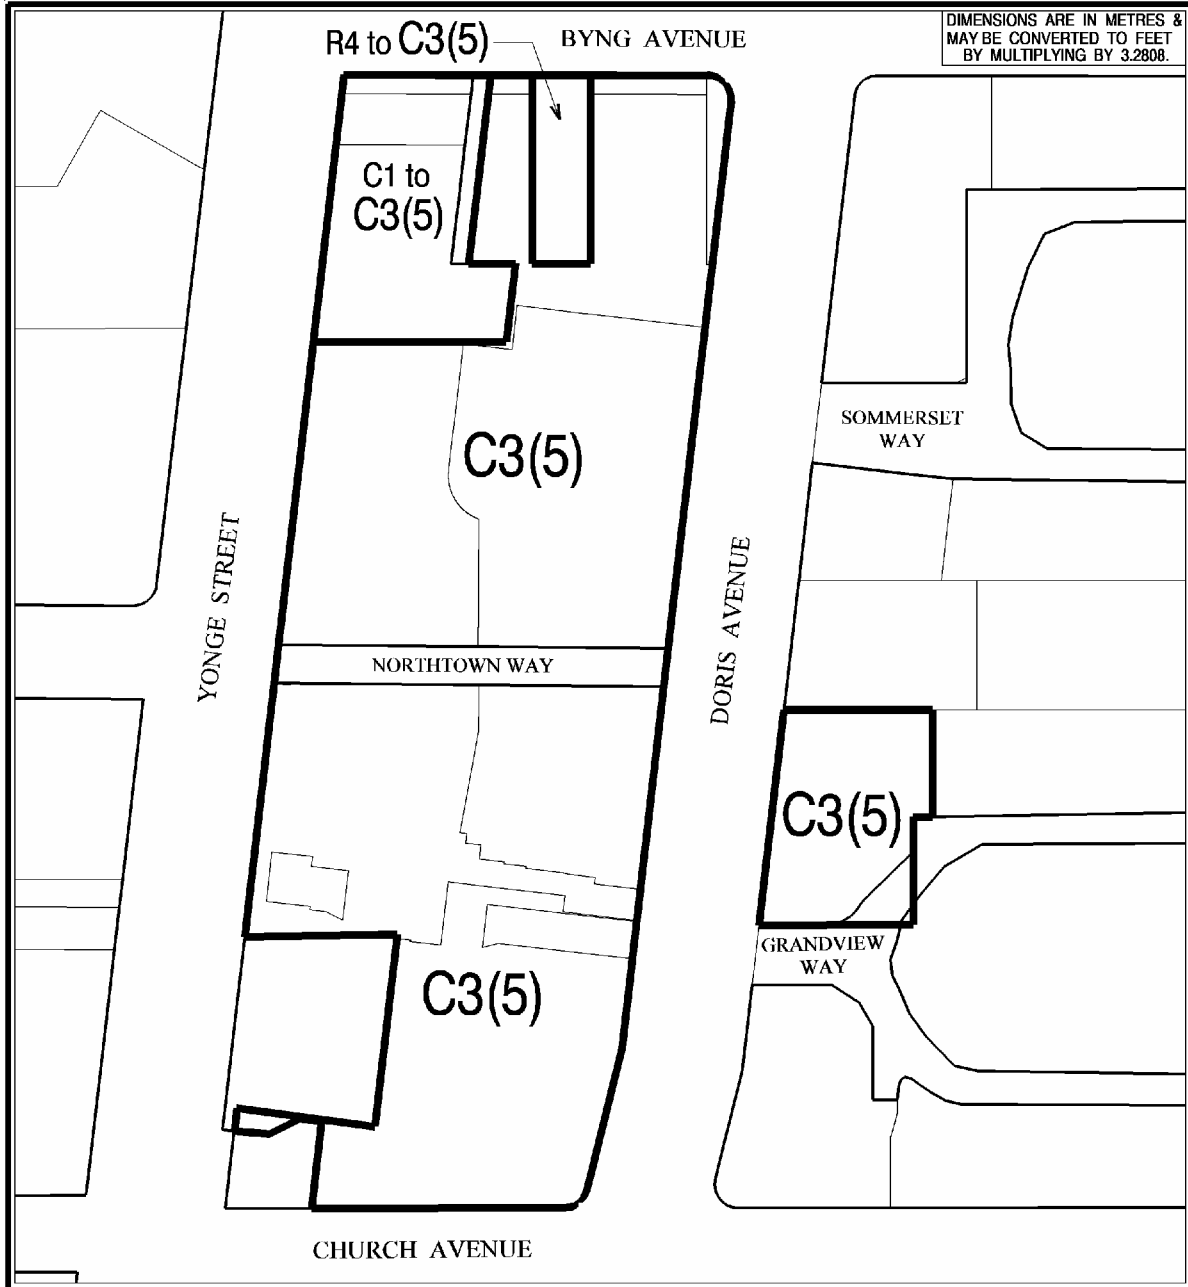 DIMENSIONS ARE IN METRES &
MAY BE CONVERTED TO FEET
BY MULTIPLYING BY 3.2808.
R4 to C3(5)
BYNG AVENUE
C1 to
C3(5)
SOMMERSET
WAY
C3(5)
YONGE STREET
DORIS AVENUE
NORTHTOWN WAY
C3(5)
GRANDVIEW
WAY
C3(5)
CHURCH AVENUE